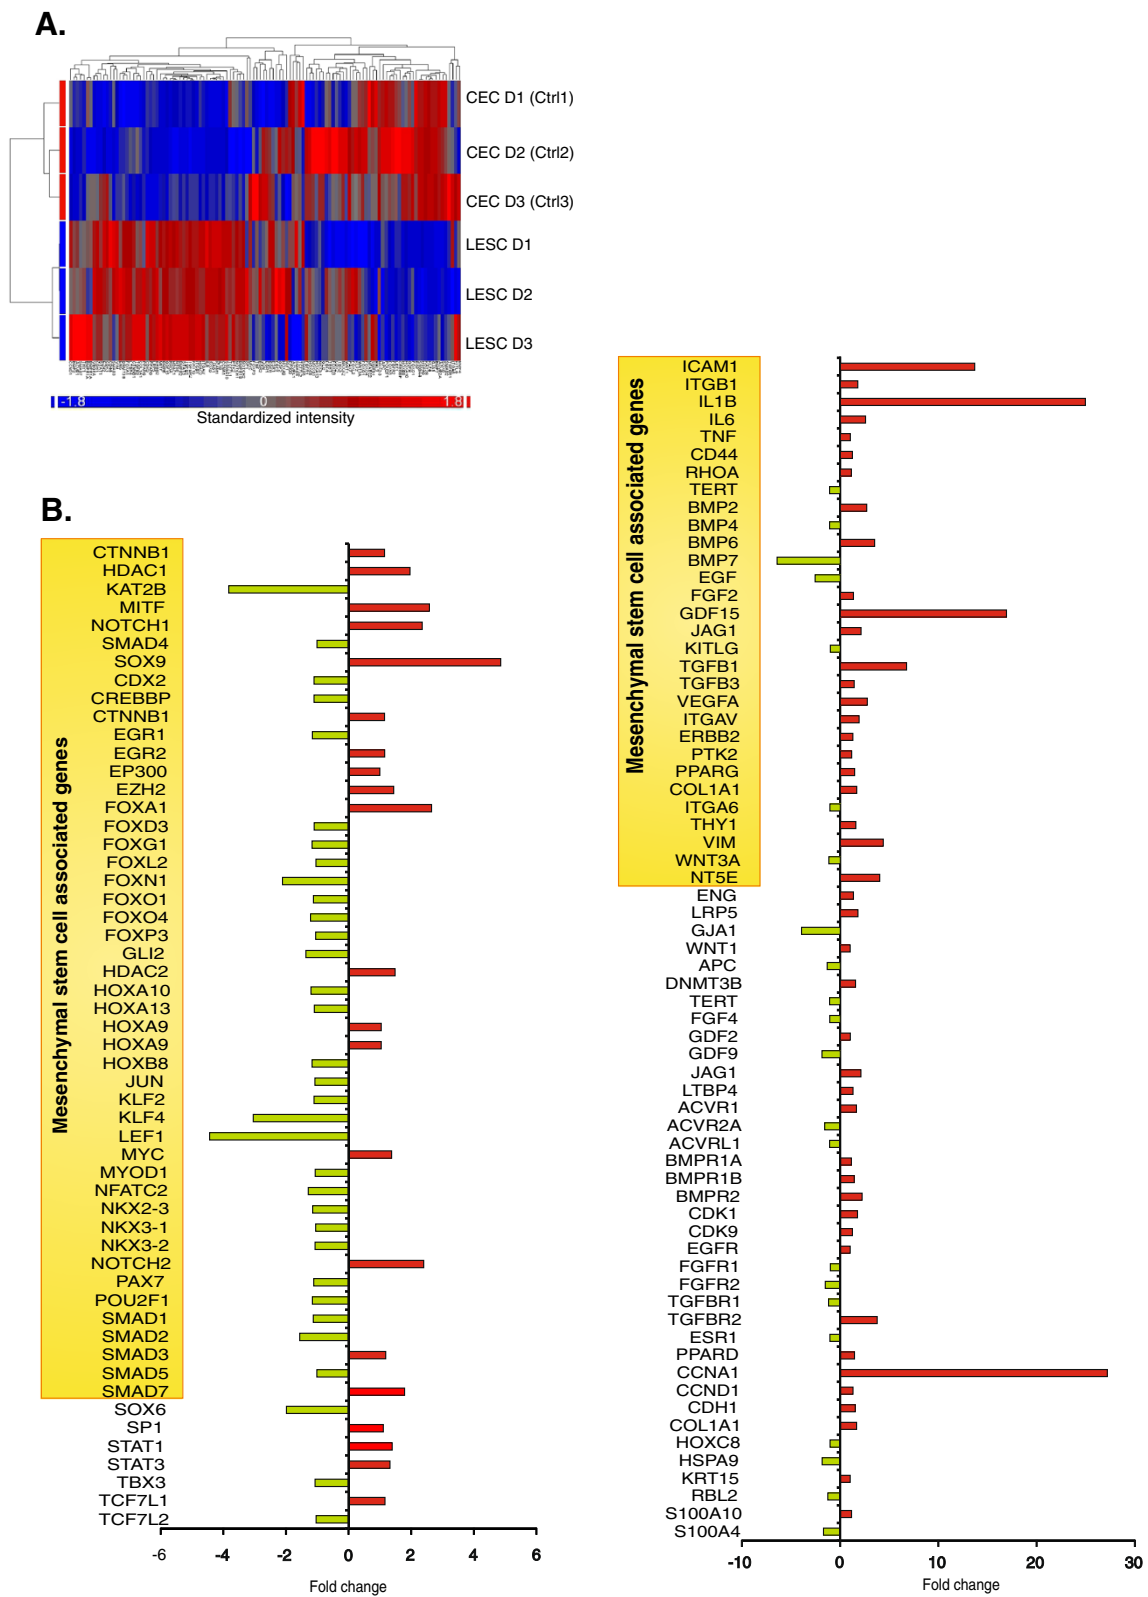 A.
CEC D1 (Ctrl1)
CEC D2 (Ctrl2)
CEC D3 (Ctrl3)
LESC D1
LESC D2
LESC D3
-1.8 0 1.8
Standardized intensity
B.
Mesenchymal stem cell associated genes
CTNNB1
HDAC1
KAT2B
MITF
NOTCH1
SMAD4
SOX9
CDX2
CREBBP
CTNNB1
EGR1
EGR2
EP300
EZH2
FOXA1
FOXD3
FOXG1
FOXL2
FOXN1
FOXO1
FOXO4
FOXP3
GLI2
HDAC2
HOXA10
HOXA13
HOXA9
HOXA9
HOXB8
JUN
KLF2
KLF4
LEF1
MYC
MYOD1
NFATC2
NKX2-3
NKX3-1
NKX3-2
NOTCH2
PAX7
POU2F1
SMAD1
SMAD2
SMAD3
SMAD5
SMAD7
SOX6
SP1
STAT1
STAT3
TBX3
TCF7L1
TCF7L2
-6 -4 -2 0 2 4 6
Fold change
Mesenchymal stem cell associated genes
ICAM1
ITGB1
IL1B
IL6
TNF
CD44
RHOA
TERT
BMP2
BMP4
BMP6
BMP7
EGF
FGF2
GDF15
JAG1
KITLG
TGFB1
TGFB3
VEGFA
ITGAV
ERBB2
PTK2
PPARG
COL1A1
ITGA6
THY1
VIM
WNT3A
NT5E
ENG
LRP5
GJA1
WNT1
APC
DNMT3B
TERT
FGF4
GDF2
GDF9
JAG1
LTBP4
ACVR1
ACVR2A
ACVRL1
BMPR1A
BMPR1B
BMPR2
CDK1
CDK9
EGFR
FGFR1
FGFR2
TGFBR1
TGFBR2
ESR1
PPARD
CCNA1
CCND1
CDH1
COL1A1
HOXC8
HSPA9
KRT15
RBL2
S100A10
S100A4
-10 0 10 20 30
Fold change